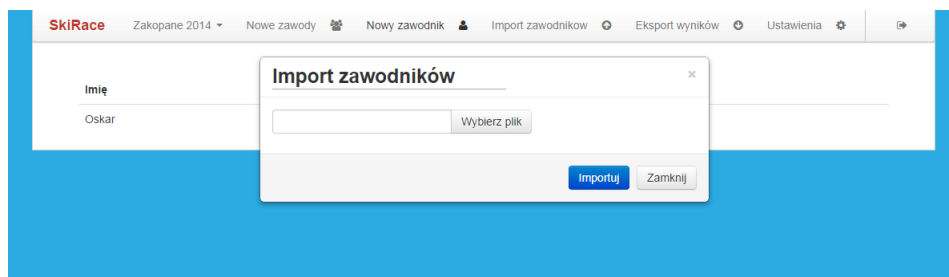 SkiRace Zakopane 2014 Nowe zawody Nowy zawodnik Import zawodnikow Eksport wyników Ustawienia
Import zawodników ×
Imię
Oskar
Wybierz plik
Importuj Zamknij